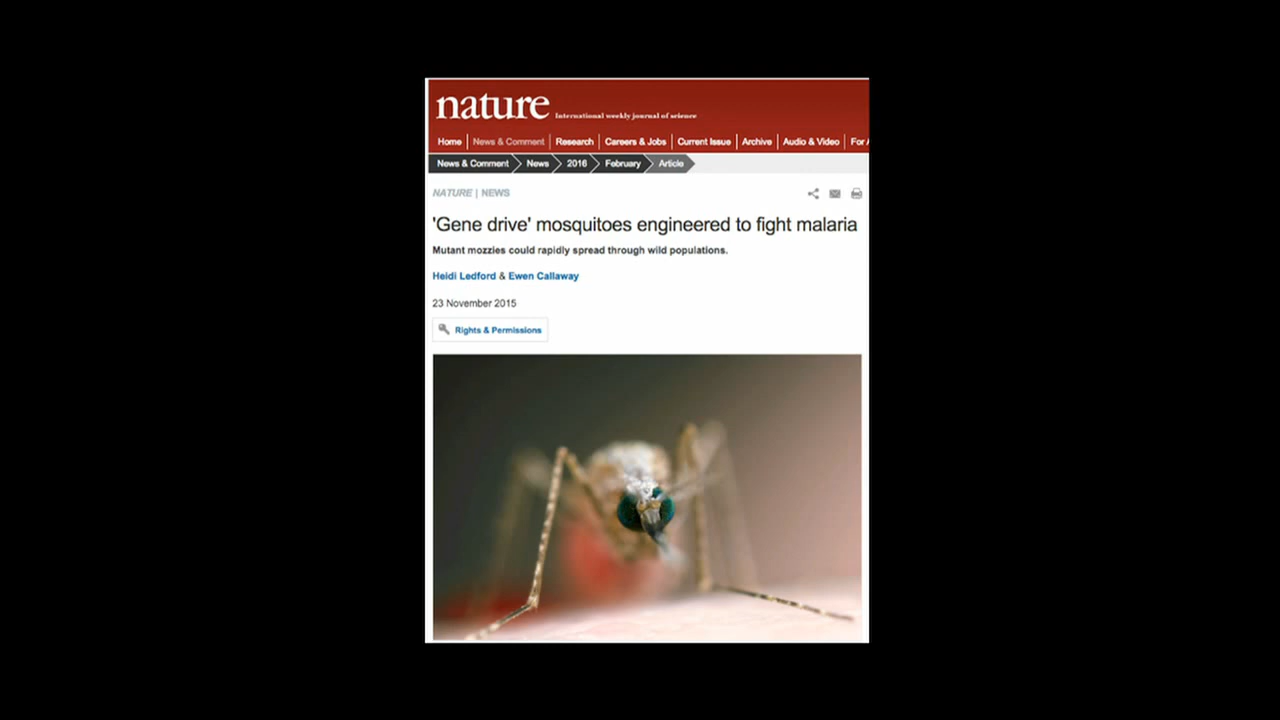 nature International weekly journal of science
Home News & Comment Research Careers & Jobs Current Issue Archive Audio & Video For A
News & Comment News 2016 February Article
NATURE | NEWS
'Gene drive' mosquitoes engineered to fight malaria
Mutant mozzies could rapidly spread through wild populations.
Heidi Ledford & Ewen Callaway
23 November 2015
Rights & Permissions